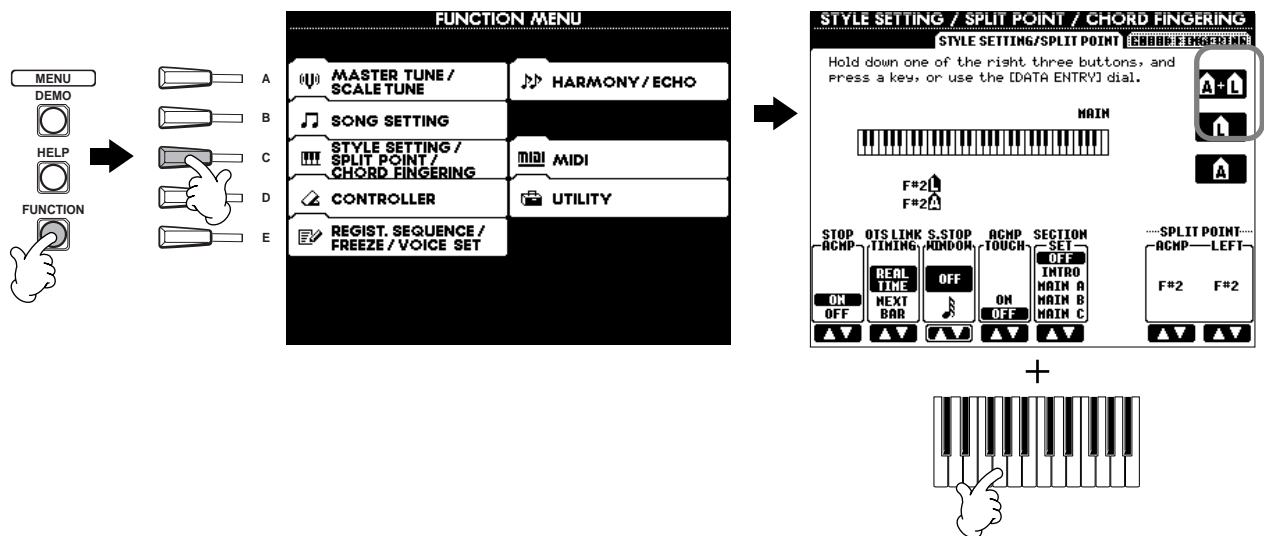 MENU
DEMO
HELP
FUNCTION
A
B
C
D
E
FUNCTION MENU
MASTER TUNE /
SCALE TUNE
SONG SETTING
STYLE SETTING /
SPLIT POINT /
CHORD FINGERING
CONTROLLER
REGIST. SEQUENCE /
FREEZE / VOICE SET
HARMONY / ECHO
MIDI MIDI
UTILITY
STYLE SETTING / SPLIT POINT / CHORD FINGERING
STYLE SETTING/SPLIT POINT CHORD FINGERING
Hold down one of the right three buttons, and
press a key, or use the [DATA ENTRY] dial.
A+L
L
A
MAIN
F#2 L
F#2 A
STOP ACMP
ON
OFF
OTS LINK TIMING
REAL TIME
NEXT BAR
S.STOP WINDOW
OFF
ACMP TOUCH
ON
OFF
SECTION SET
OFF
INTRO
MAIN A
MAIN B
MAIN C
SPLIT POINT
ACMP LEFT
F#2 F#2
+